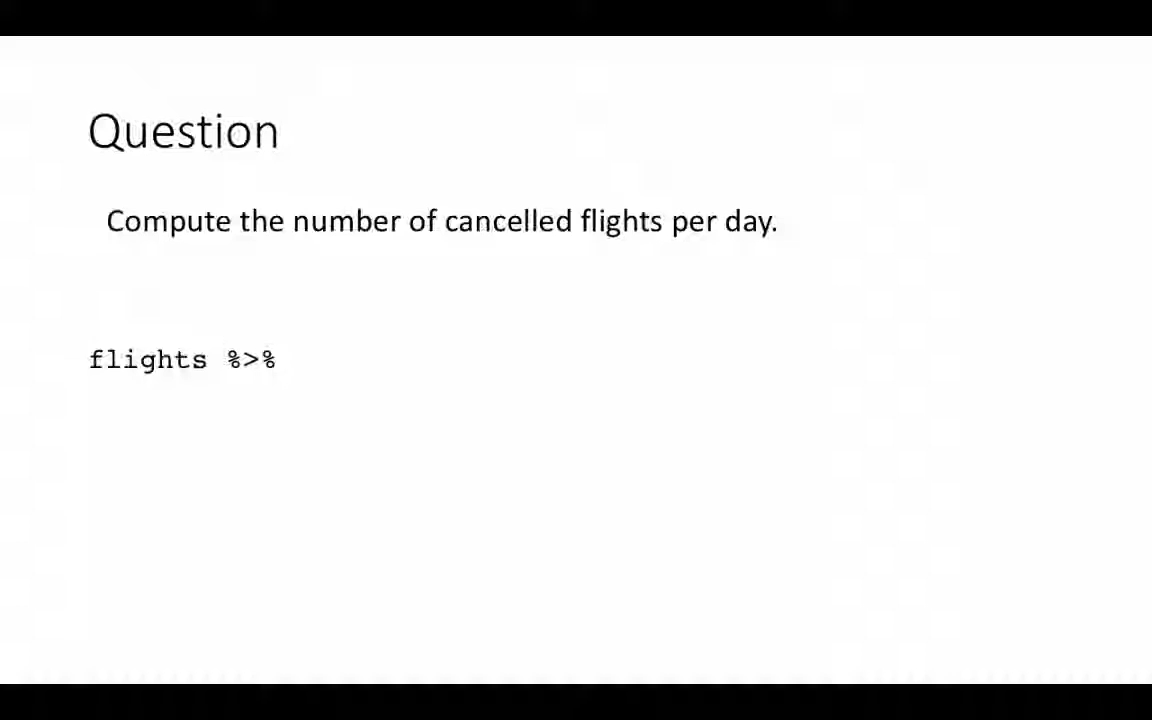 Question
Compute the number of cancelled flights per day.
flights %>%